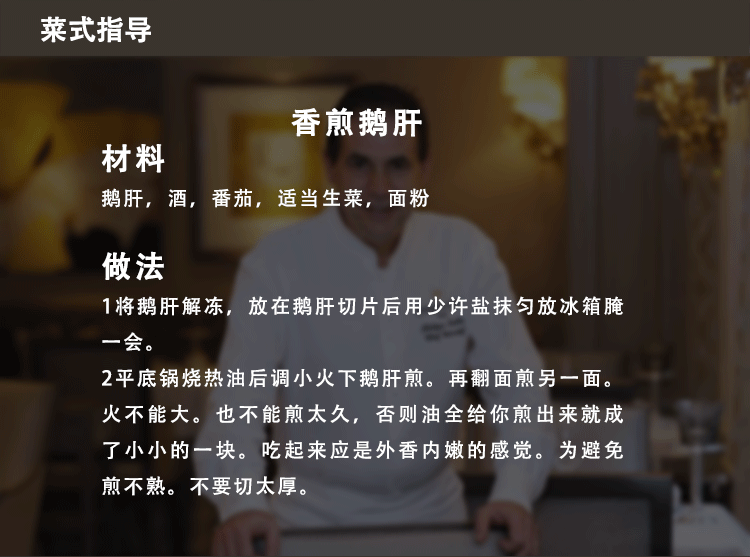 菜式指导
香煎鹅肝
材料
鹅肝，酒，番茄，适当生菜，面粉
做法
1将鹅肝解冻，放在鹅肝切片后用少许盐抹匀放冰箱腌
一会。
2平底锅烧热油后调小火下鹅肝煎。再翻面煎另一面。
火不能大。也不能煎太久，否则油全给你煎出来就成
了小小的一块。吃起来应是外香内嫩的感觉。为避免
煎不熟。不要切太厚。